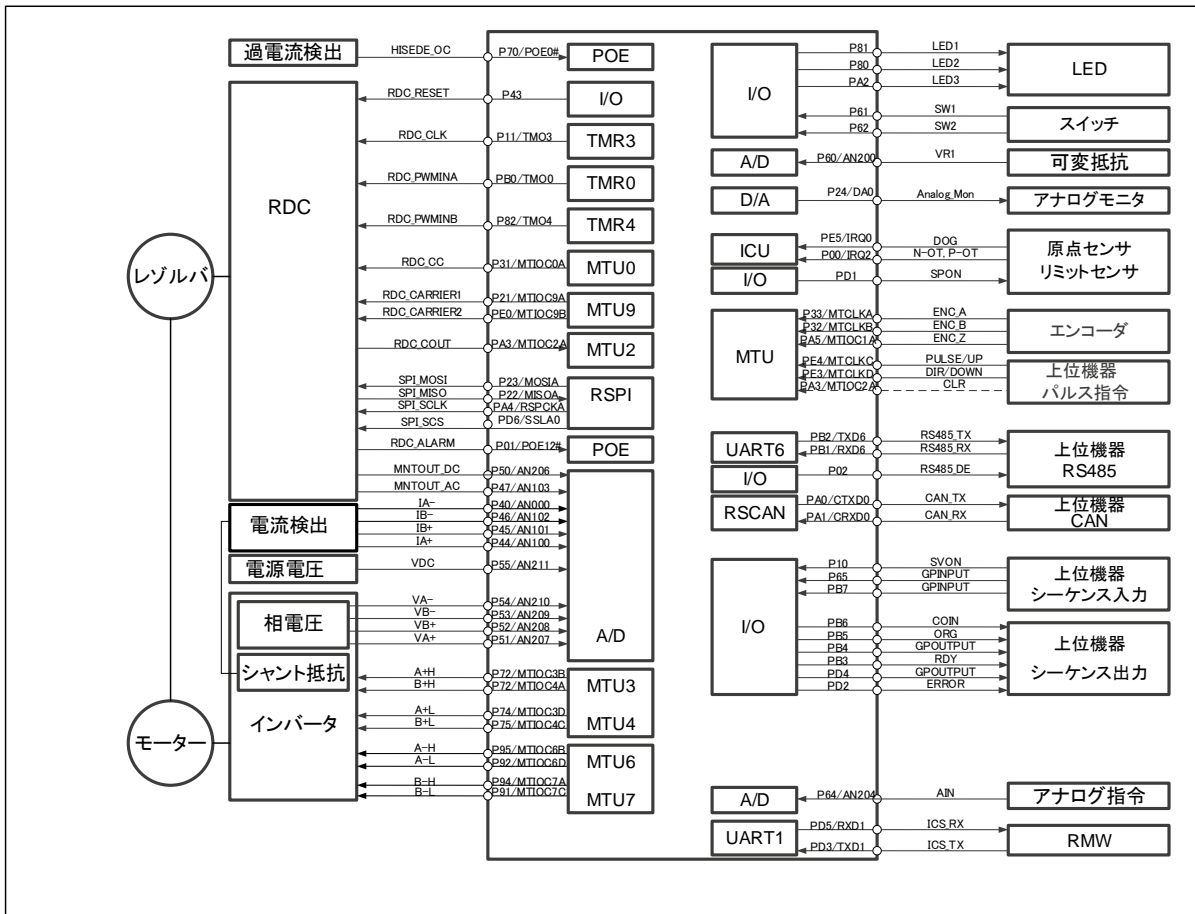 過電流検出
HISEDE_OC
P70/POE0#
POE
RDC
RDC_RESET
P43
I/O
RDC_CLK
P11/TMO3
TMR3
RDC_PWMINA
PB0/TMO0
TMR0
RDC_PWMINB
P82/TMO4
TMR4
レゾルバ
RDC_CC
P31/MTIOC0A
MTU0
RDC_CARRIER1
P21/MTIOC9A
RDC_CARRIER2
PE0/MTIOC9B
MTU9
RDC_COUT
PA3/MTIOC2A
MTU2
SPI_MOSI
P23/MOSIA
SPI_MISO
P22/MISOA
SPI_SCLK
PA4/RSPCKA
SPI_SCS
PD6/SSLA0
RSPI
RDC_ALARM
P01/POE12#
POE
MNTOUT_DC
P50/AN206
MNTOUT_AC
P47/AN103
電流検出
IA-
P40/AN000
IB-
P46/AN102
IB+
P45/AN101
IA+
P44/AN100
電源電圧
VDC
P55/AN211
相電圧
VA-
P54/AN210
VB-
P53/AN209
VB+
P52/AN208
VA+
P51/AN207
A/D
シャント抵抗
インバータ
モーター
A+H
P72/MTIOC3B
B+H
P72/MTIOC4A
MTU3
A+L
P74/MTIOC3D
B+L
P75/MTIOC4C
MTU4
A-H
P95/MTIOC6B
A-L
P92/MTIOC6D
MTU6
B-H
P94/MTIOC7A
B-L
P91/MTIOC7C
MTU7
I/O
P81
LED1
P80
LED2
PA2
LED3
LED
P61
SW1
P62
SW2
スイッチ
A/D
P60/AN200
VR1
可変抵抗
D/A
P24/DA0
Analog_Mon
アナログモニタ
ICU
PE5/IRQ0
DOG
P00/IRQ2
N-OT, P-OT
I/O
PD1
SPON
原点センサ
リミットセンサ
MTU
P33/MTCLKA
ENC_A
P32/MTCLKB
ENC_B
PA5/MTIOC1A
ENC_Z
エンコーダ
PE4/MTCLKC
PULSE/UP
PE3/MTCLKD
DIR/DOWN
PA3/MTIOC2A
CLR
上位機器
パルス指令
UART6
PB2/TXD6
RS485_TX
PB1/RXD6
RS485_RX
I/O
P02
RS485_DE
上位機器
RS485
RSCAN
PA0/CTXD0
CAN_TX
PA1/CRXD0
CAN_RX
上位機器
CAN
I/O
P10
SVON
P65
GPINPUT
PB7
GPINPUT
上位機器
シーケンス入力
PB6
COIN
PB5
ORG
PB4
GPOUTPUT
PB3
RDY
PD4
GPOUTPUT
PD2
ERROR
上位機器
シーケンス出力
A/D
P64/AN204
AIN
アナログ指令
UART1
PD5/RXD1
ICS_RX
PD3/TXD1
ICS_TX
RMW